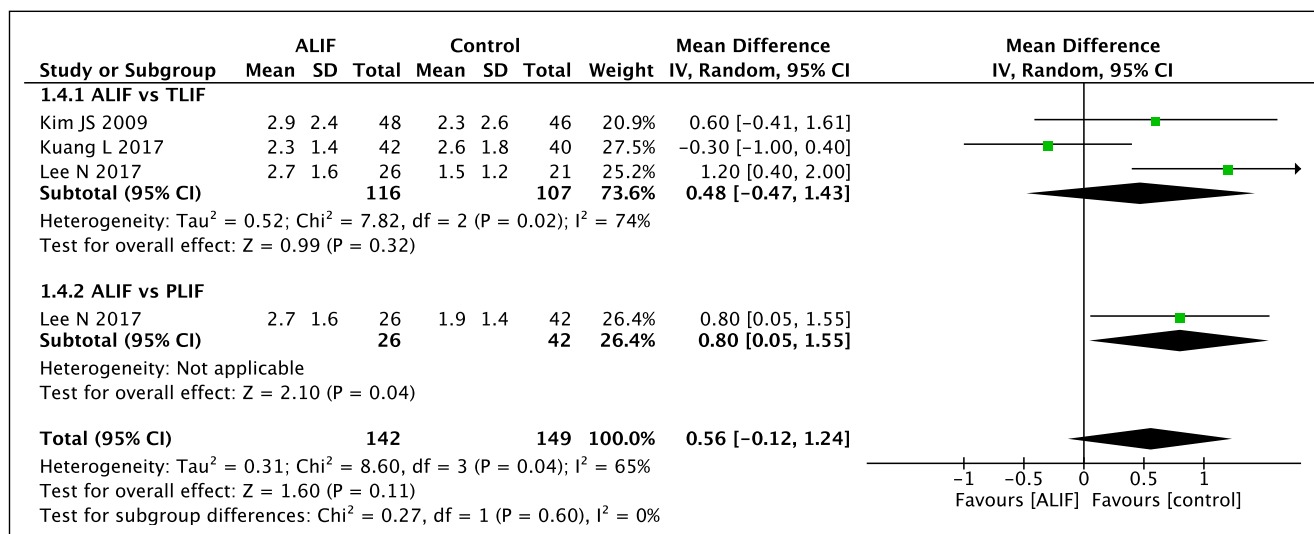 ALIF Control Mean Difference Mean Difference
Study or Subgroup Mean SD Total Mean SD Total Weight IV, Random, 95% CI IV, Random, 95% CI
1.4.1 ALIF vs TLIF
Kim JS 2009 2.9 2.4 48 2.3 2.6 46 20.9% 0.60 [−0.41, 1.61]
Kuang L 2017 2.3 1.4 42 2.6 1.8 40 27.5% −0.30 [−1.00, 0.40]
Lee N 2017 2.7 1.6 26 1.5 1.2 21 25.2% 1.20 [0.40, 2.00]
Subtotal (95% CI) 116 107 73.6% 0.48 [−0.47, 1.43]
Heterogeneity: Tau² = 0.52; Chi² = 7.82, df = 2 (P = 0.02); I² = 74%
Test for overall effect: Z = 0.99 (P = 0.32)
1.4.2 ALIF vs PLIF
Lee N 2017 2.7 1.6 26 1.9 1.4 42 26.4% 0.80 [0.05, 1.55]
Subtotal (95% CI) 26 42 26.4% 0.80 [0.05, 1.55]
Heterogeneity: Not applicable
Test for overall effect: Z = 2.10 (P = 0.04)
Total (95% CI) 142 149 100.0% 0.56 [−0.12, 1.24]
Heterogeneity: Tau² = 0.31; Chi² = 8.60, df = 3 (P = 0.04); I² = 65%
Test for overall effect: Z = 1.60 (P = 0.11)
Test for subgroup differences: Chi² = 0.27, df = 1 (P = 0.60), I² = 0%
−1 −0.5 0 0.5 1
Favours [ALIF] Favours [control]